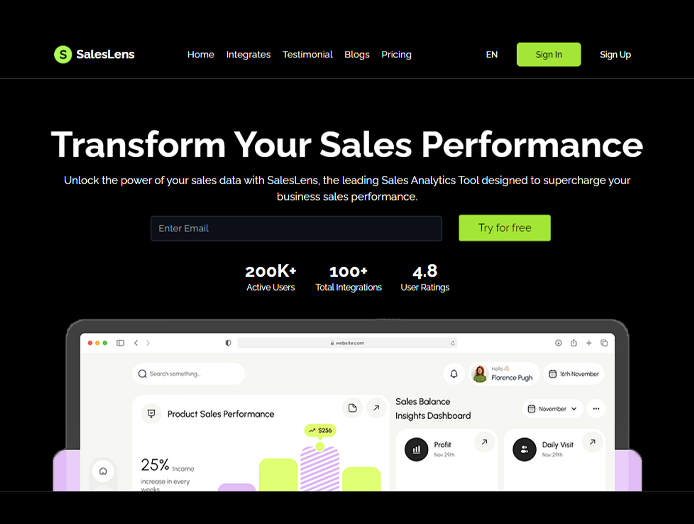 S SalesLens
Home Integrates Testimonial Blogs Pricing
EN Sign In Sign Up
Transform Your Sales Performance
Unlock the power of your sales data with SalesLens, the leading Sales Analytics Tool designed to supercharge your
business sales performance.
Enter Email Try for free
200K+ 100+ 4.8
Active Users Total Integrations User Ratings
website.com
Search something...
Hello 👋🏻
Florence Pugh
16th November
Product Sales Performance
Sales Balance
Insights Dashboard
November
$256
25% Income
increase in every
weeks
Profit
Nov 29th
Daily Visit
Nov 29th